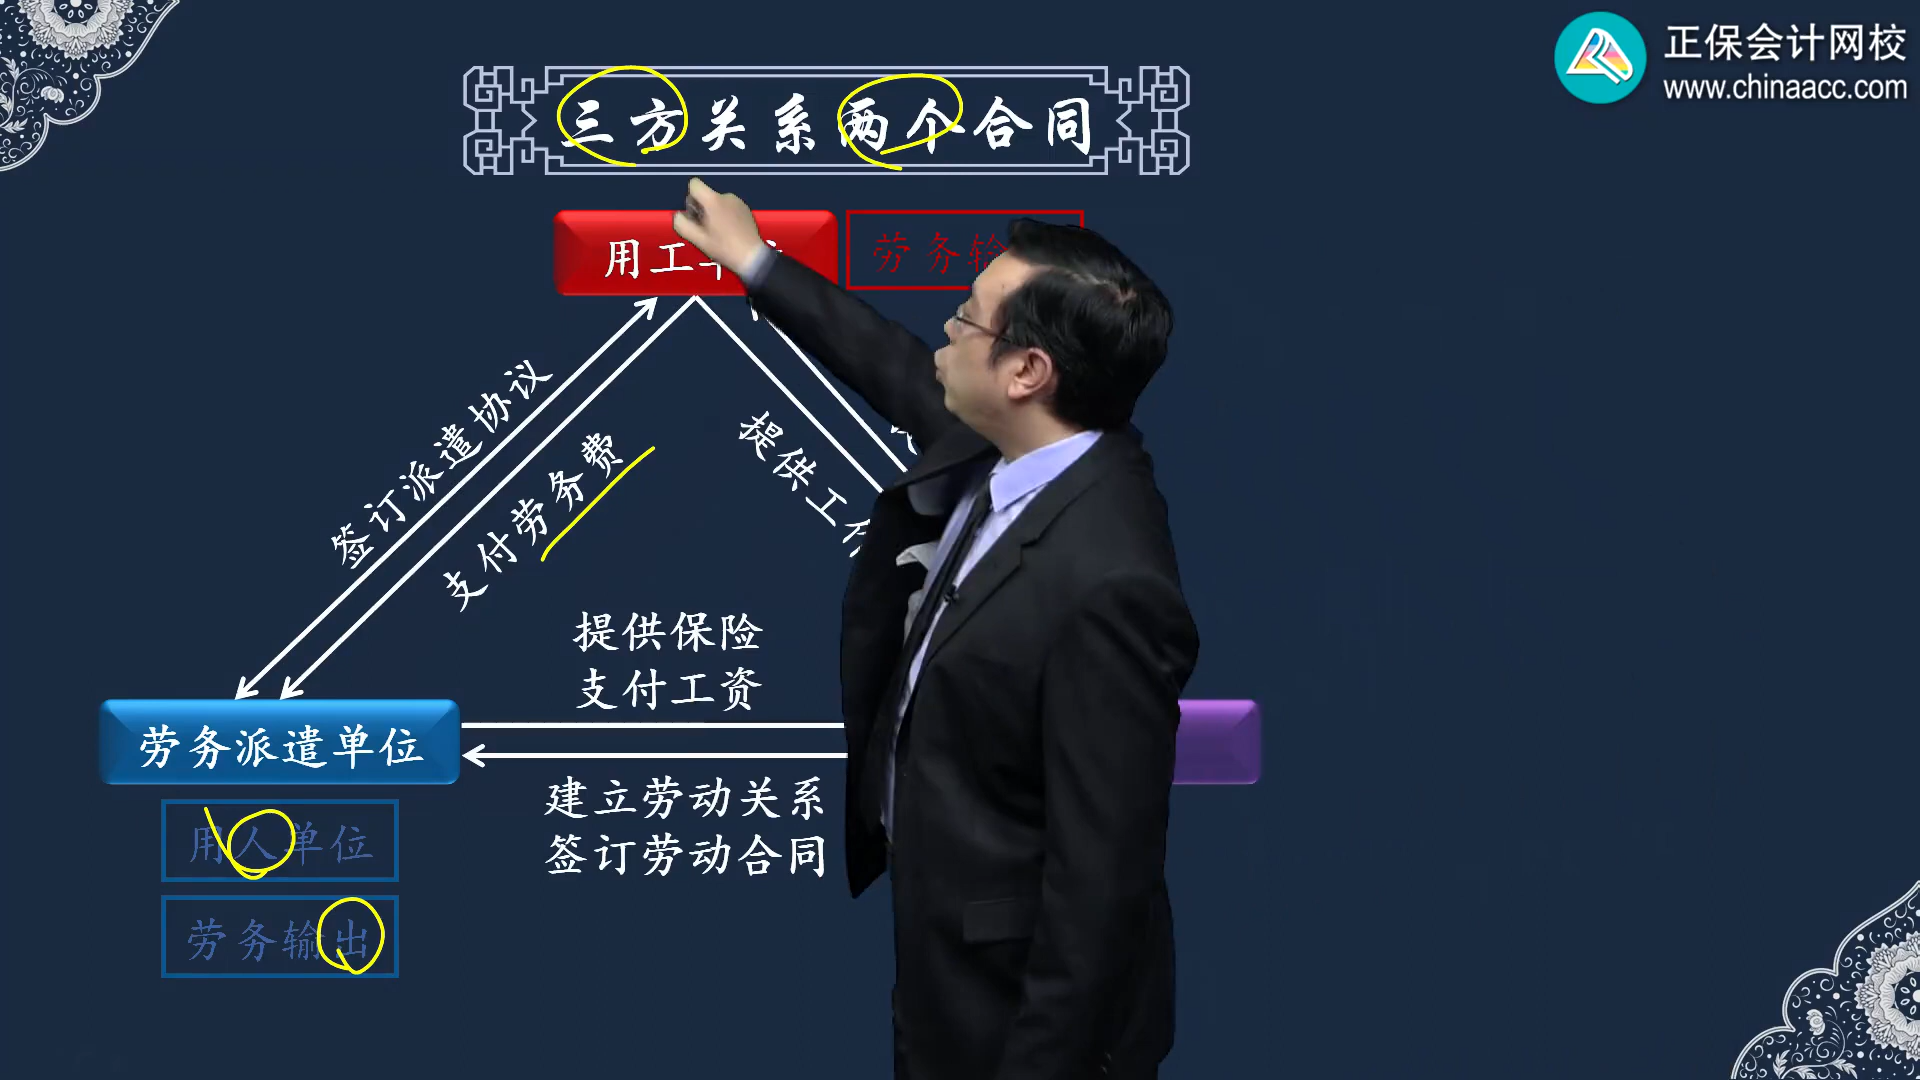 正保会计网校
www.chinaacc.com
三方关系两个合同
用工单
劳务输
签订派遣协议
支付劳务费
提供工
提供保险
支付工资
劳务派遣单位
建立劳动关系
签订劳动合同
用人单位
劳务输出